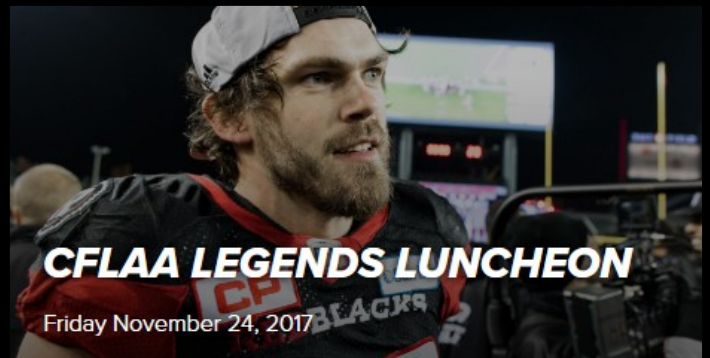 CFLAA LEGENDS LUNCHEON
Friday November 24, 2017
CP
BLACKS